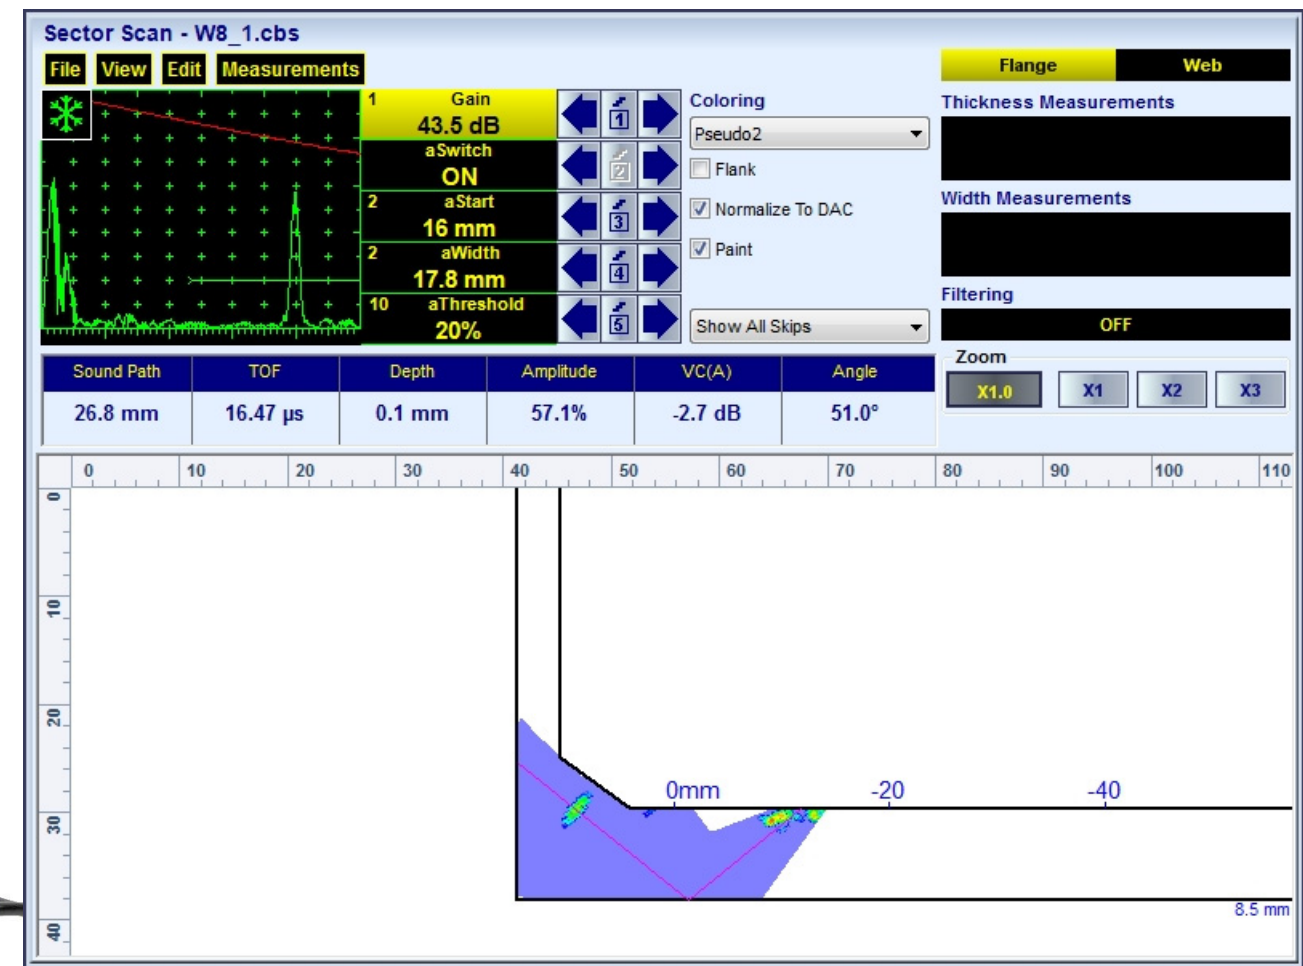 Sector Scan - W8_1.cbs
File View Edit Measurements
Flange Web
1 Gain
43.5 dB
1
aSwitch
ON
2
2 aStart
16 mm
3
2 aWidth
17.8 mm
4
10 aThreshold
20%
5
Coloring
Pseudo2
Flank
Normalize To DAC
Paint
Show All Skips
Thickness Measurements
Width Measurements
Filtering
OFF
Zoom
X1.0 X1 X2 X3
Sound Path TOF Depth Amplitude VC(A) Angle
26.8 mm 16.47 µs 0.1 mm 57.1% -2.7 dB 51.0°
0 10 20 30 40 50 60 70 80 90 100 110
0
10
20
30
40
0mm -20 -40
8.5 mm